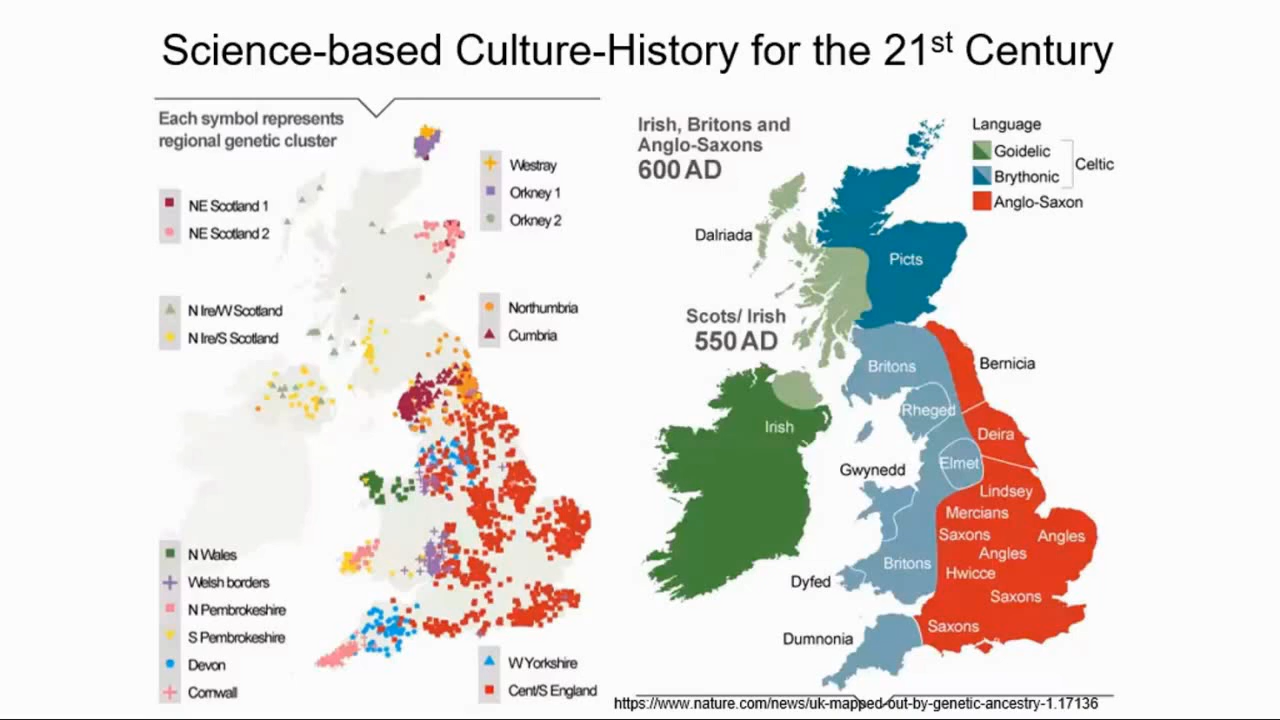 Science-based Culture-History for the 21st Century
Each symbol represents
regional genetic cluster
Westray
Orkney 1
Orkney 2
NE Scotland 1
NE Scotland 2
N Ire/W Scotland
N Ire/S Scotland
Northumbria
Cumbria
N Wales
Welsh borders
N Pembrokeshire
S Pembrokeshire
Devon
Cornwall
W Yorkshire
Cent/S England
Irish, Britons and
Anglo-Saxons
600 AD
Language
Goidelic
Brythonic
Celtic
Anglo-Saxon
Dalriada
Picts
Scots/ Irish
550 AD
Britons
Bernicia
Rheged
Irish
Deira
Gwynedd
Elmet
Lindsey
Mercians
Saxons
Angles
Angles
Britons
Hwicce
Dyfed
Saxons
Dumnonia
Saxons
https://www.nature.com/news/uk-mapped-out-by-genetic-ancestry-1.17136